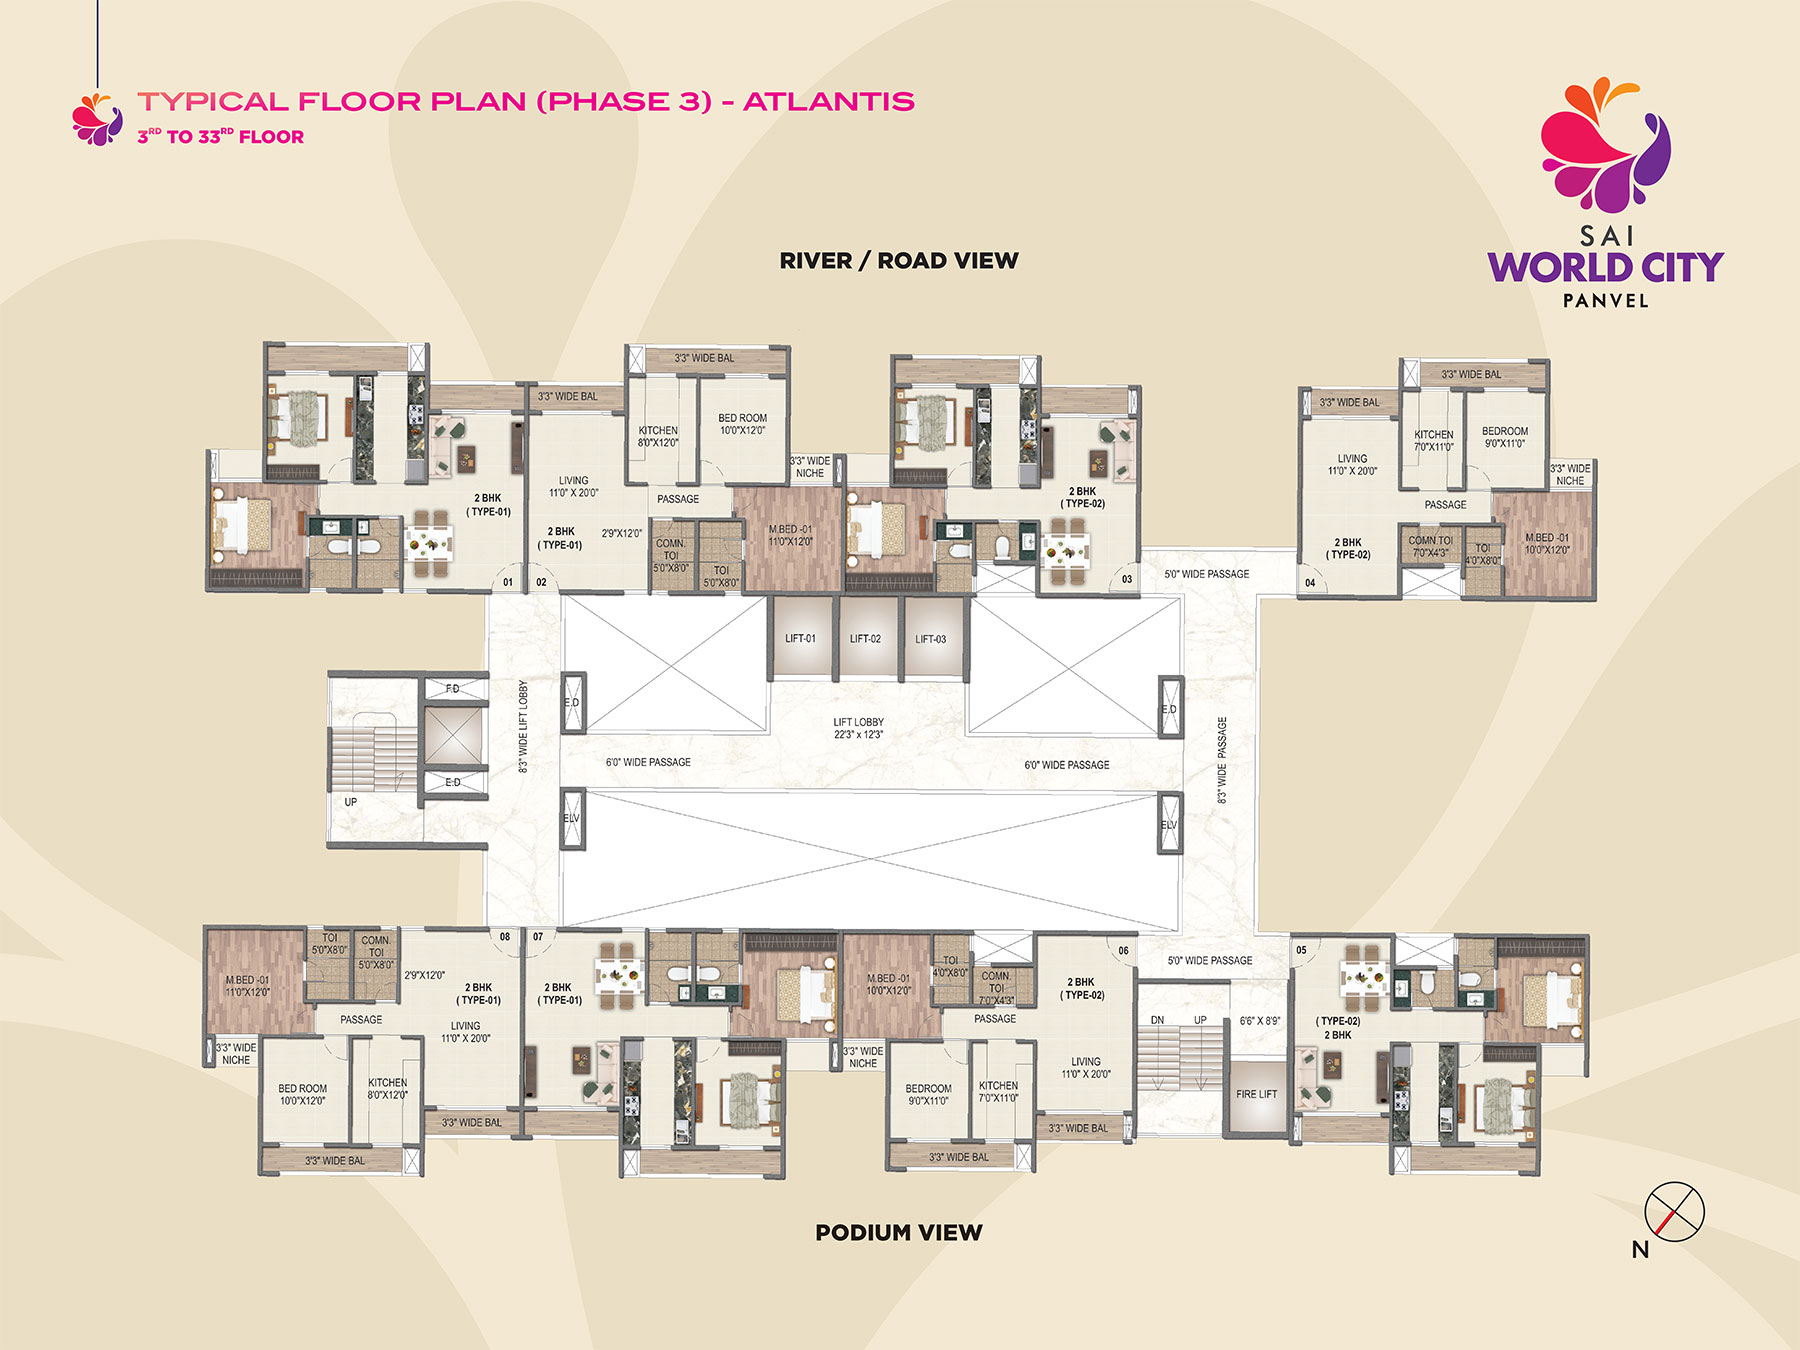 TYPICAL FLOOR PLAN (PHASE 3) - ATLANTIS
3RD TO 33RD FLOOR
SAI
WORLD CITY
PANVEL
RIVER / ROAD VIEW
2 BHK
( TYPE-01)
01
3'3" WIDE BAL
3'3" WIDE BAL
KITCHEN
8'0"X12'0"
BED ROOM
10'0"X12'0"
LIVING
11'0" X 20'0"
PASSAGE
3'3" WIDE
NICHE
2 BHK
( TYPE-01)
2'9"X12'0"
COMN.
TOI
5'0"X8'0"
TOI
5'0"X8'0"
M.BED -01
11'0"X12'0"
02
2 BHK
( TYPE-02)
03
3'3" WIDE BAL
3'3" WIDE BAL
KITCHEN
7'0"X11'0"
BEDROOM
9'0"X11'0"
LIVING
11'0" X 20'0"
3'3" WIDE
NICHE
PASSAGE
2 BHK
( TYPE-02)
COMN.TOI
7'0"X4'3"
TOI
4'0"X8'0"
M.BED -01
10'0"X12'0"
04
5'0" WIDE PASSAGE
LIFT-01
LIFT-02
LIFT-03
F.D
E.D
UP
8'3" WIDE LIFT LOBBY
E.D
E.D
LIFT LOBBY
22'3" x 12'3"
6'0" WIDE PASSAGE
6'0" WIDE PASSAGE
8'3" WIDE PASSAGE
ELV
ELV
08
M.BED -01
11'0"X12'0"
TOI
5'0"X8'0"
COMN.
TOI
5'0"X8'0"
2'9"X12'0"
2 BHK
( TYPE-01)
PASSAGE
LIVING
11'0" X 20'0"
3'3" WIDE
NICHE
BED ROOM
10'0"X12'0"
KITCHEN
8'0"X12'0"
3'3" WIDE BAL
3'3" WIDE BAL
07
2 BHK
( TYPE-01)
06
M.BED -01
10'0"X12'0"
TOI
4'0"X8'0"
COMN.
TOI
7'0"X4'3"
2 BHK
( TYPE-02)
PASSAGE
3'3" WIDE
NICHE
BEDROOM
9'0"X11'0"
KITCHEN
7'0"X11'0"
LIVING
11'0" X 20'0"
3'3" WIDE BAL
3'3" WIDE BAL
5'0" WIDE PASSAGE
DN
UP
6'6" X 8'9"
FIRE LIFT
05
( TYPE-02)
2 BHK
PODIUM VIEW
N